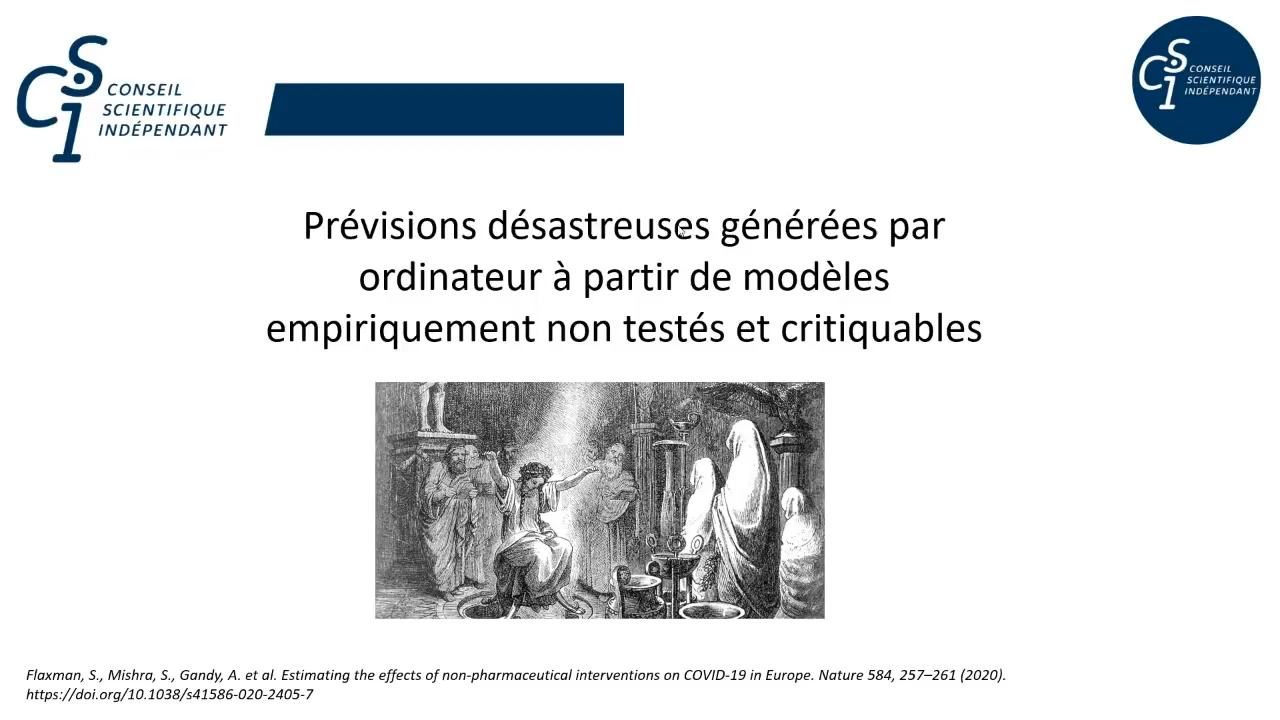 CONSEIL
SCIENTIFIQUE
INDÉPENDANT
CSI
CONSEIL
SCIENTIFIQUE
INDÉPENDANT
CSI
Prévisions désastreuses générées par
ordinateur à partir de modèles
empiriquement non testés et critiquables
Flaxman, S., Mishra, S., Gandy, A. et al. Estimating the effects of non-pharmaceutical interventions on COVID-19 in Europe. Nature 584, 257–261 (2020).
https://doi.org/10.1038/s41586-020-2405-7